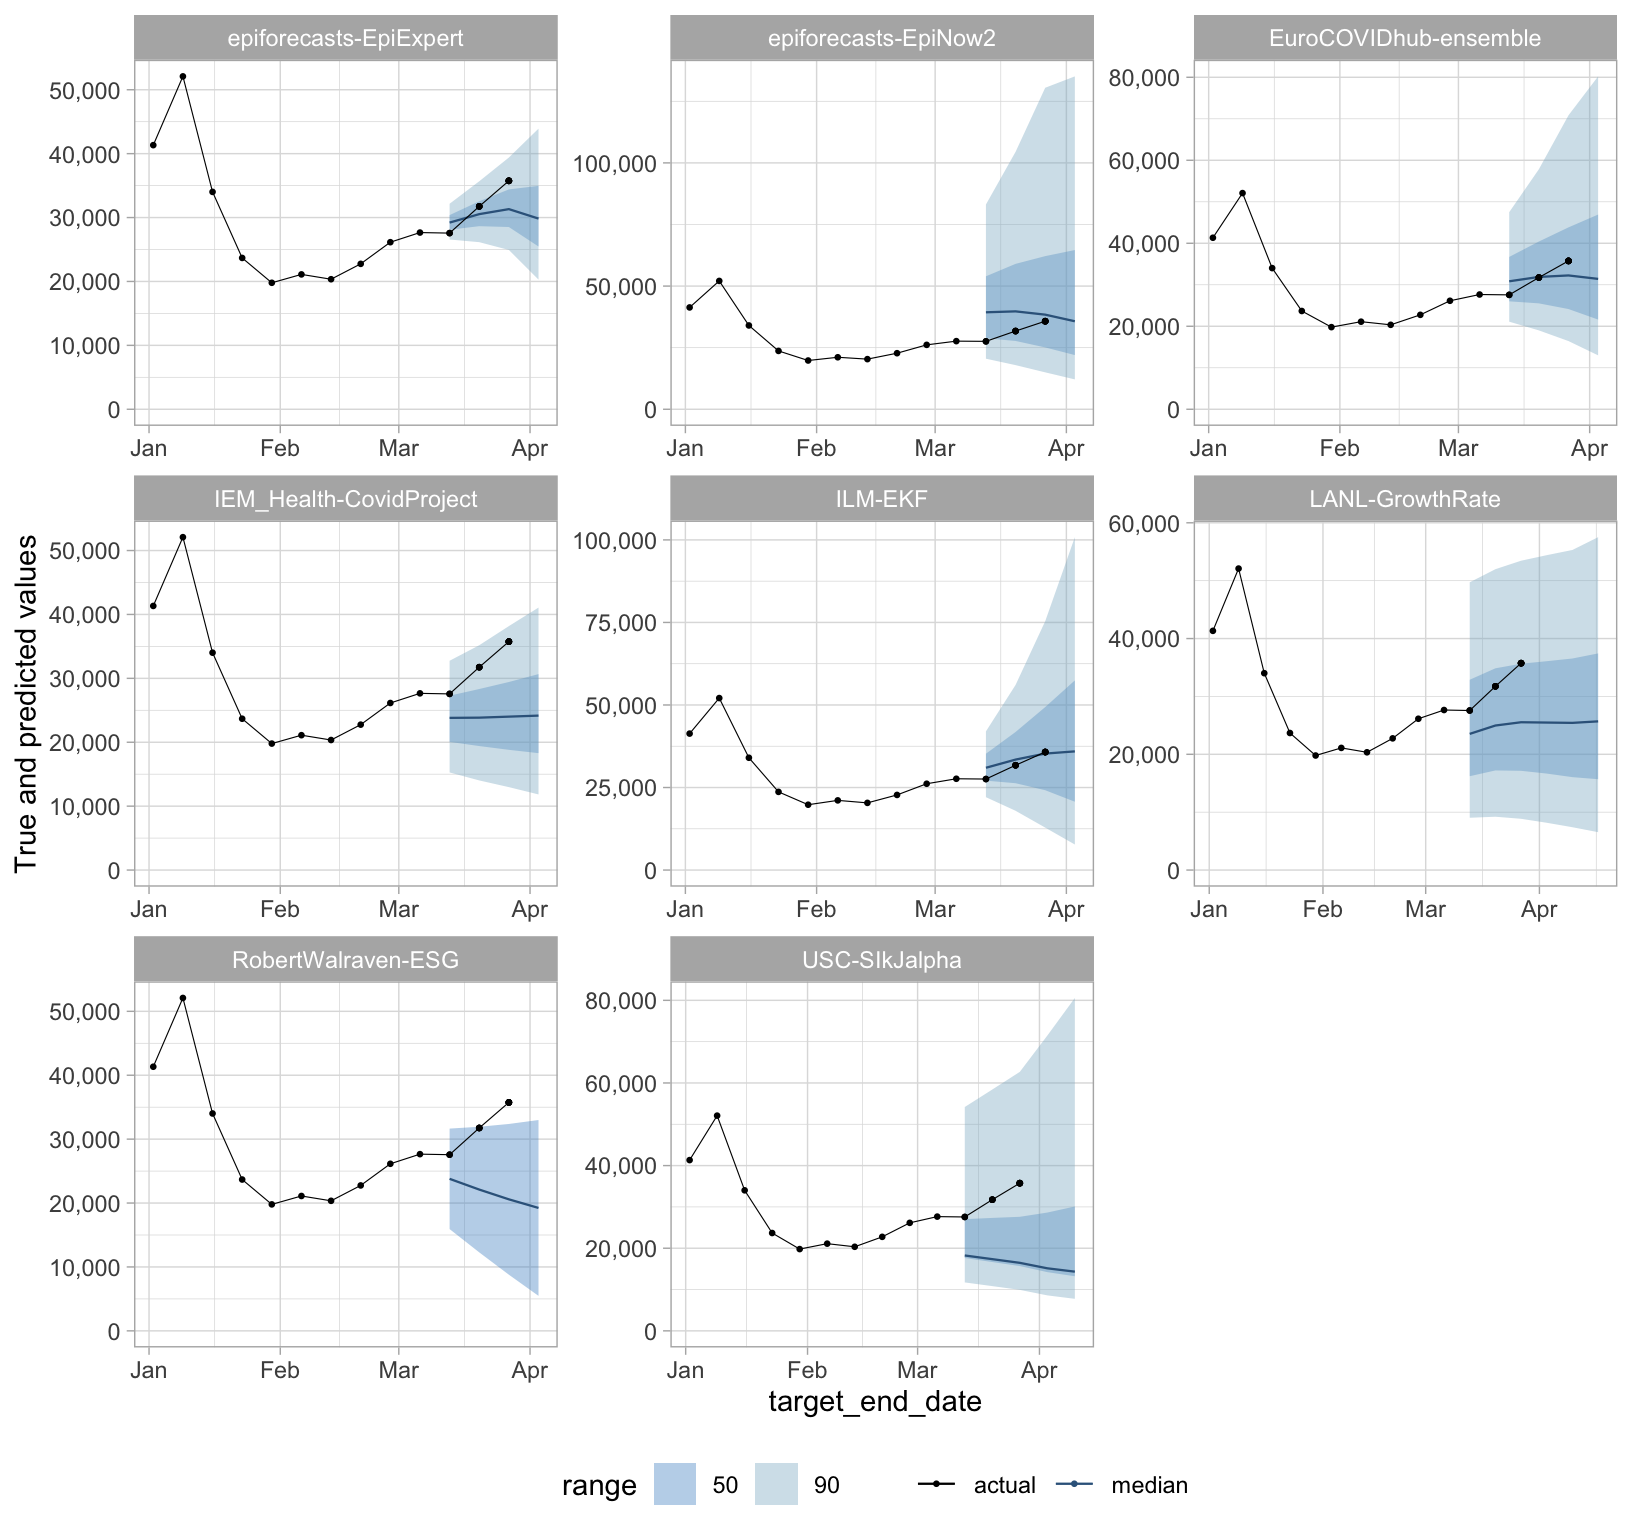 epiforecasts-EpiExpert
epiforecasts-EpiNow2
EuroCOVIDhub-ensemble
50,000
40,000
30,000
20,000
10,000
0
Jan Feb Mar Apr
100,000
50,000
0
Jan Feb Mar Apr
80,000
60,000
40,000
20,000
0
Jan Feb Mar Apr
True and predicted values
IEM_Health-CovidProject
ILM-EKF
LANL-GrowthRate
50,000
40,000
30,000
20,000
10,000
0
Jan Feb Mar Apr
100,000
75,000
50,000
25,000
0
Jan Feb Mar Apr
60,000
40,000
20,000
0
Jan Feb Mar Apr
RobertWalraven-ESG
USC-SIkJalpha
50,000
40,000
30,000
20,000
10,000
0
Jan Feb Mar Apr
80,000
60,000
40,000
20,000
0
Jan Feb Mar Apr
target_end_date
range 50 90 actual median